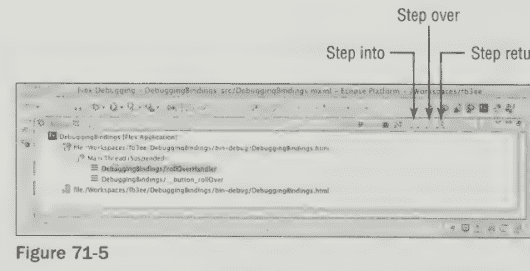 Step over
Step into
Step retu
Flex Debugging - DebuggingBindings/src/DebuggingBindings.mxml - Eclipse Platform - /Workspaces/fb3ee
DebuggingBindings [Flex Application]
file:/Workspaces/fb3ee/DebuggingBindings/bin-debug/DebuggingBindings.html
Main Thread (Suspended)
DebuggingBindings/rollOverHandler
DebuggingBindings/__button_rollOver
file:/Workspaces/fb3ee/DebuggingBindings/bin-debug/DebuggingBindings.html
Figure 71-5